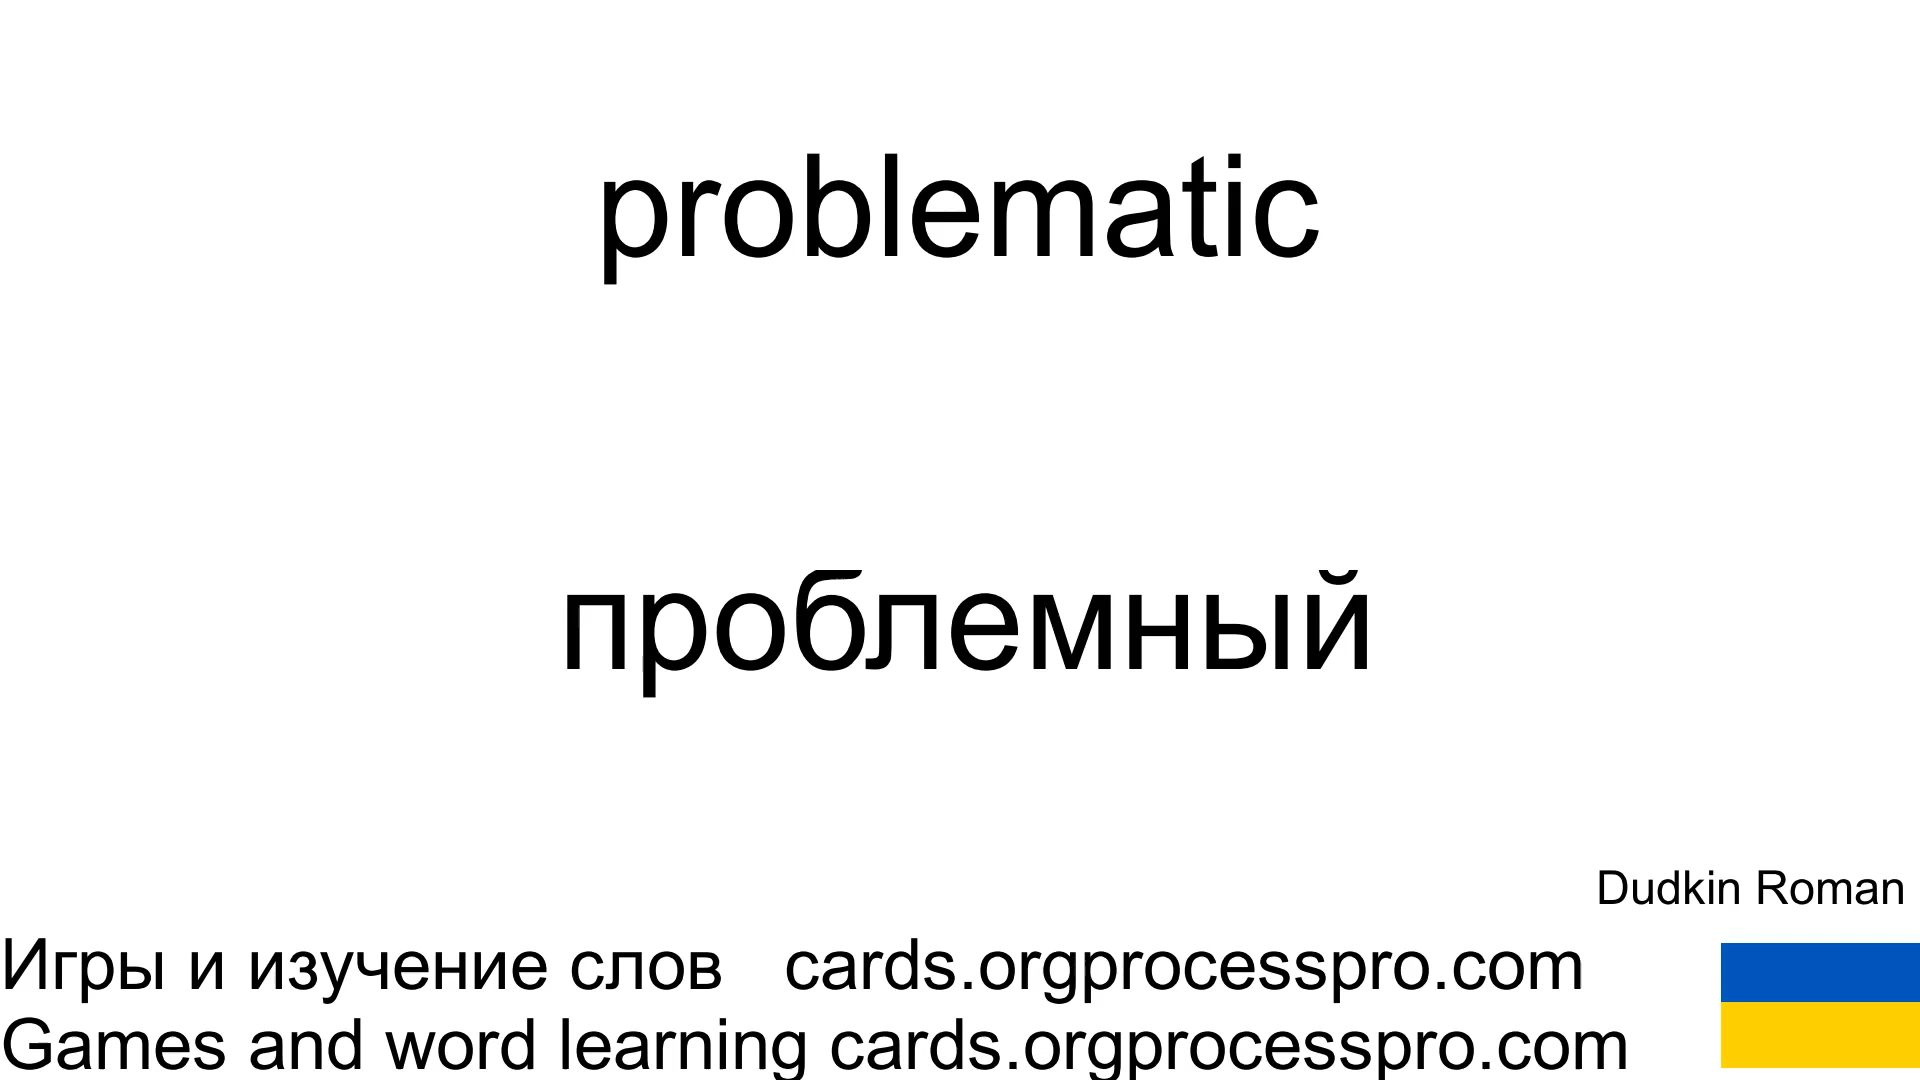 problematic
проблемный
Dudkin Roman
Игры и изучение слов cards.orgprocesspro.com
Games and word learning cards.orgprocesspro.com